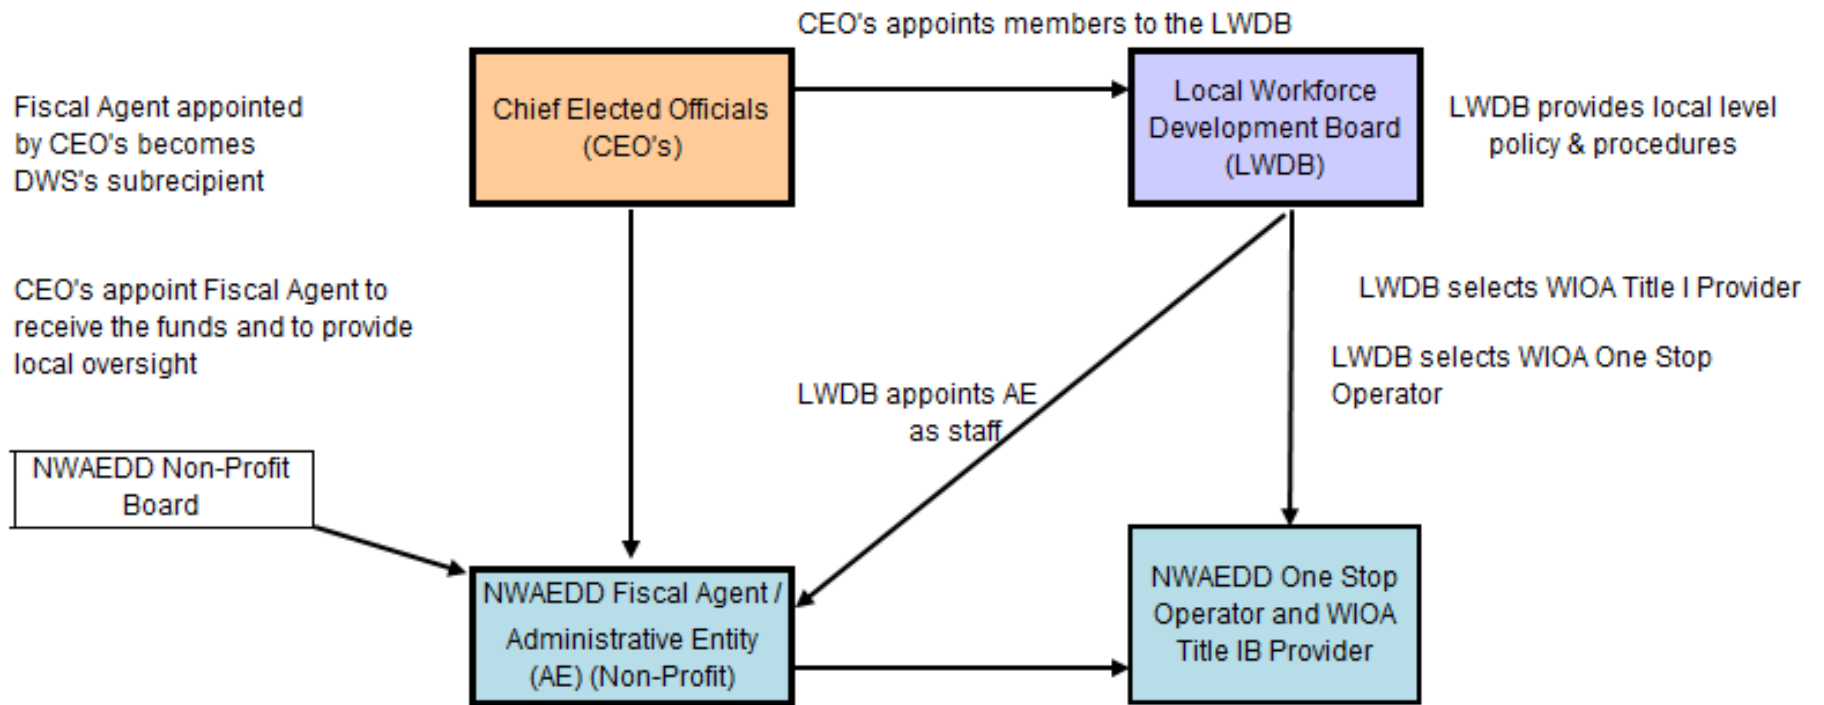 CEO's appoints members to the LWDB
Fiscal Agent appointed
by CEO's becomes
DWS's subrecipient
Chief Elected Officials
(CEO's)
Local Workforce
Development Board
(LWDB)
LWDB provides local level
policy & procedures
CEO's appoint Fiscal Agent to
receive the funds and to provide
local oversight
LWDB selects WIOA Title I Provider
LWDB selects WIOA One Stop
Operator
LWDB appoints AE
as staff
NWAEDD Non-Profit
Board
NWAEDD Fiscal Agent /
Administrative Entity
(AE) (Non-Profit)
NWAEDD One Stop
Operator and WIOA
Title IB Provider